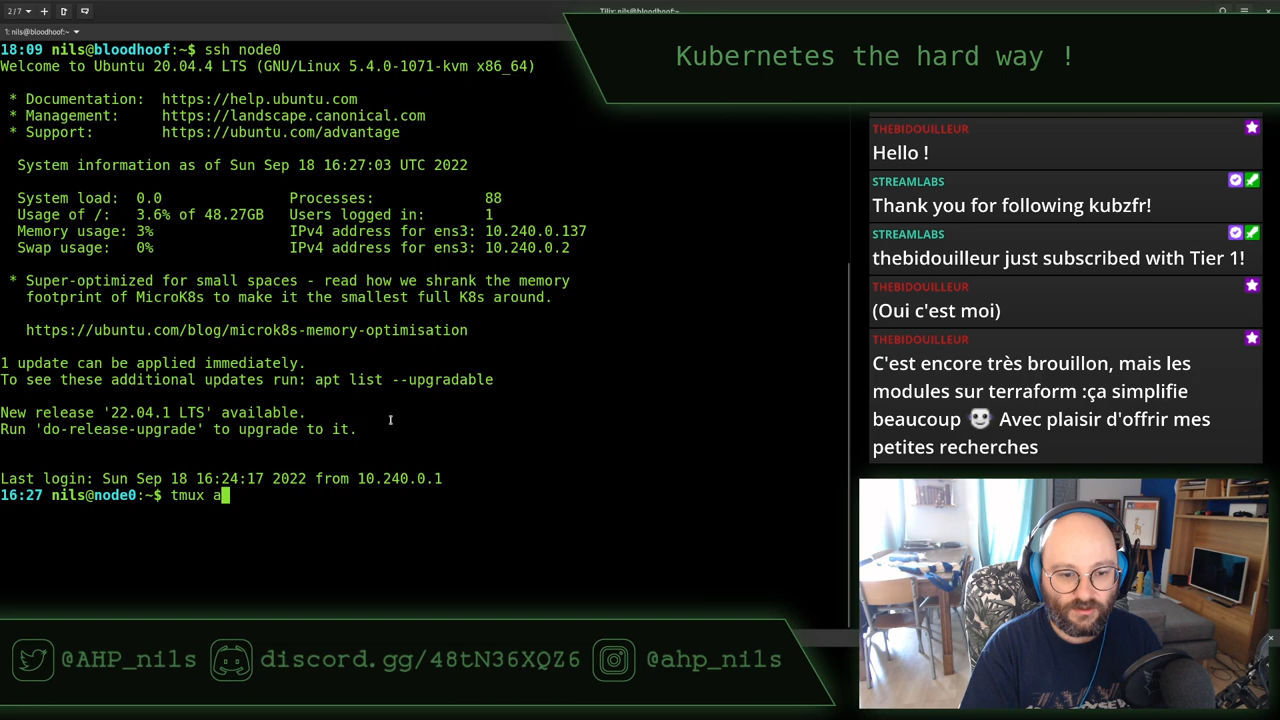 2 / 7
Tilix: nils@bloodhoof:~
1: nils@bloodhoof:~
18:09 nils@bloodhoof:~$ ssh node0
Welcome to Ubuntu 20.04.4 LTS (GNU/Linux 5.4.0-1071-kvm x86_64)
* Documentation: https://help.ubuntu.com
* Management: https://landscape.canonical.com
* Support: https://ubuntu.com/advantage
System information as of Sun Sep 18 16:27:03 UTC 2022
System load: 0.0 Processes: 88
Usage of /: 3.6% of 48.27GB Users logged in: 1
Memory usage: 3% IPv4 address for ens3: 10.240.0.137
Swap usage: 0% IPv4 address for ens3: 10.240.0.2
* Super-optimized for small spaces - read how we shrank the memory
footprint of MicroK8s to make it the smallest full K8s around.
https://ubuntu.com/blog/microk8s-memory-optimisation
1 update can be applied immediately.
To see these additional updates run: apt list --upgradable
New release '22.04.1 LTS' available.
Run 'do-release-upgrade' to upgrade to it.
Last login: Sun Sep 18 16:24:17 2022 from 10.240.0.1
16:27 nils@node0:~$ tmux a
Kubernetes the hard way !
THEBIDOUILLEUR
Hello !
STREAMLABS
Thank you for following kubzfr!
STREAMLABS
thebidouilleur just subscribed with Tier 1!
THEBIDOUILLEUR
(Oui c'est moi)
THEBIDOUILLEUR
C'est encore très brouillon, mais les
modules sur terraform :ça simplifie
beaucoup Avec plaisir d'offrir mes
petites recherches
@AHP_nils discord.gg/48tN36XQZ6 @ahp_nils